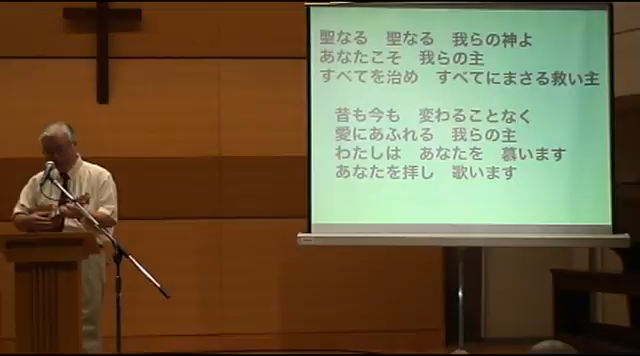 聖なる　聖なる　我らの神よ
あなたこそ　我らの主
すべてを治め　すべてにまさる救い主
昔も今も　変わることなく
愛にあふれる　我らの主
わたしは　あなたを　慕います
あなたを拝し　歌います